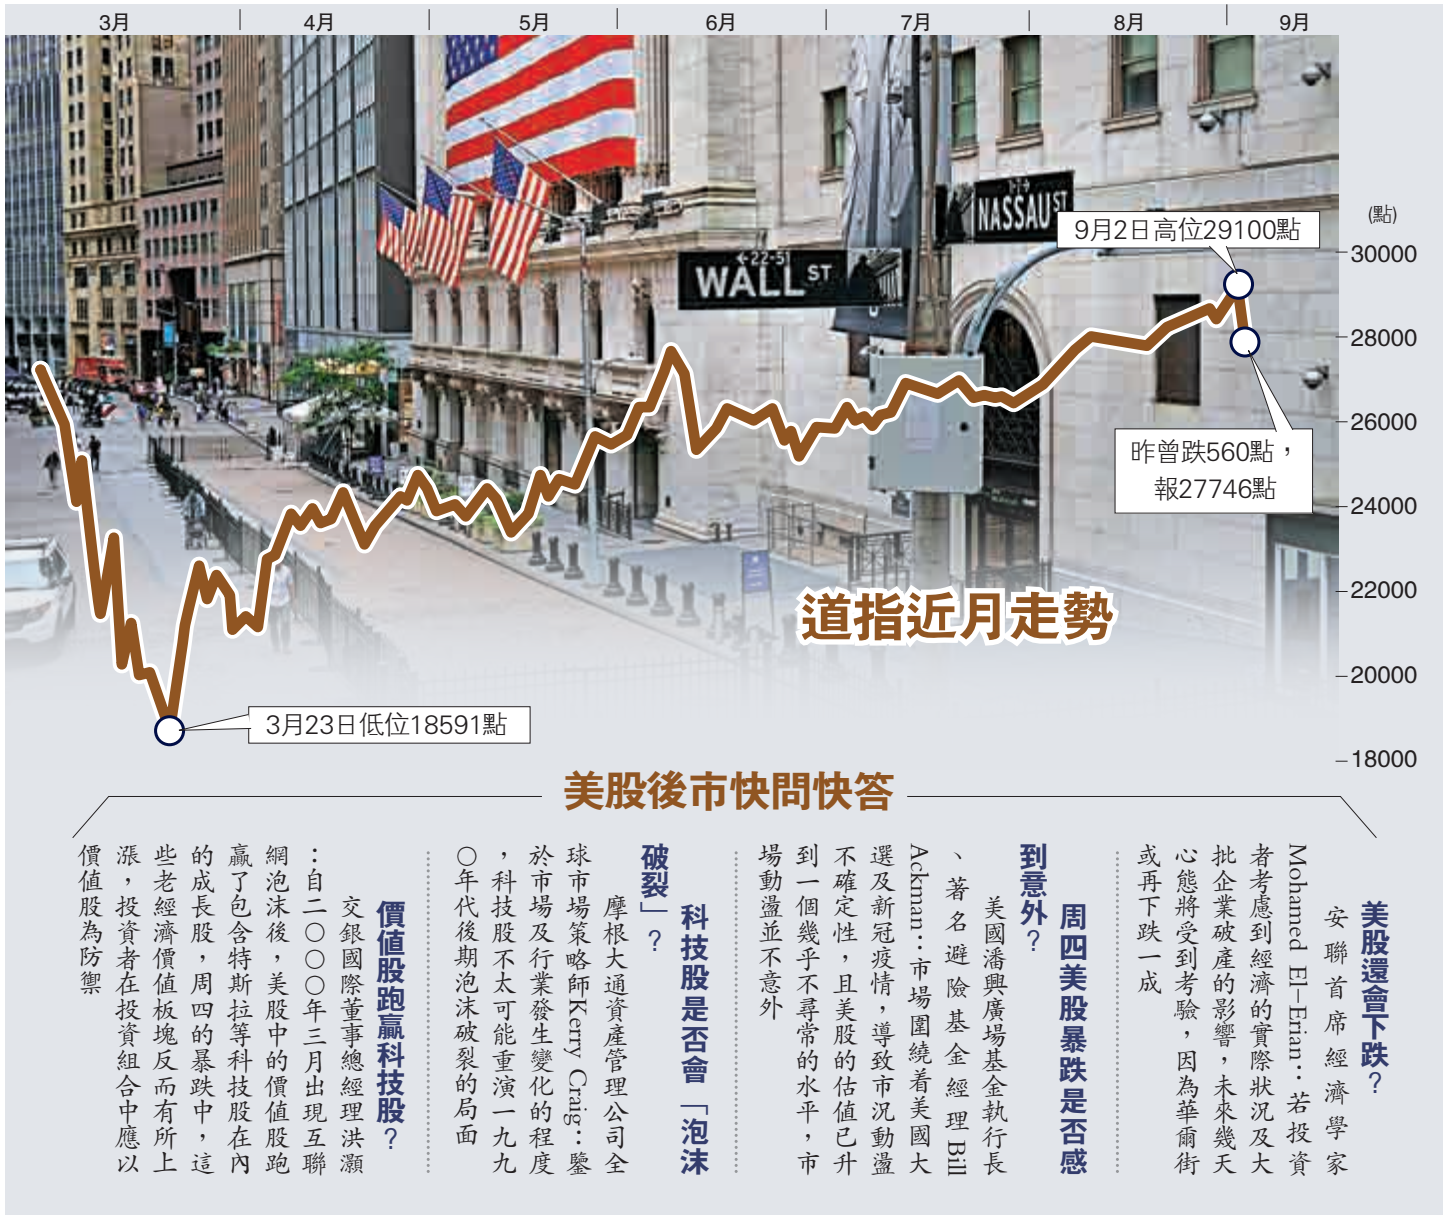 3月
4月
5月
6月
7月
8月
9月
(點)
30000
28000
26000
24000
22000
20000
18000
NASSAU ST
←22-51
WALL ST
9月2日高位29100點
昨曾跌560點，
報27746點
道指近月走勢
3月23日低位18591點
美股後市快問快答
美股還會下跌？
安聯首席經濟學家
Mohamed El-Erian：若投資
者考慮到經濟的實際狀況及大
批企業破產的影響，未來幾天
心態將受到考驗，因為華爾街
或再下跌一成
周四美股暴跌是否感
到意外？
美國潘興廣場基金執行長
、著名避險基金經理Bill
Ackman：市場圍繞着美國大
選及新冠疫情，導致市況動盪
不確定性，且美股的估值已升
到一個幾乎不尋常的水平，市
場動盪並不意外
科技股是否會「泡沫
破裂」？
摩根大通資產管理公司全
球市場策略師Kerry Craig：鑒
於市場及行業發生變化的程度
，科技股不太可能重演一九九
〇年代後期泡沫破裂的局面
價值股跑贏科技股？
交銀國際董事總經理洪灝
：自二〇〇〇年三月出現互聯
網泡沫後，美股中的價值股跑
贏了包含特斯拉等科技股在內
的成長股，周四的暴跌中，這
些老經濟價值板塊反而有所上
漲，投資者在投資組合中應以
價值股為防禦